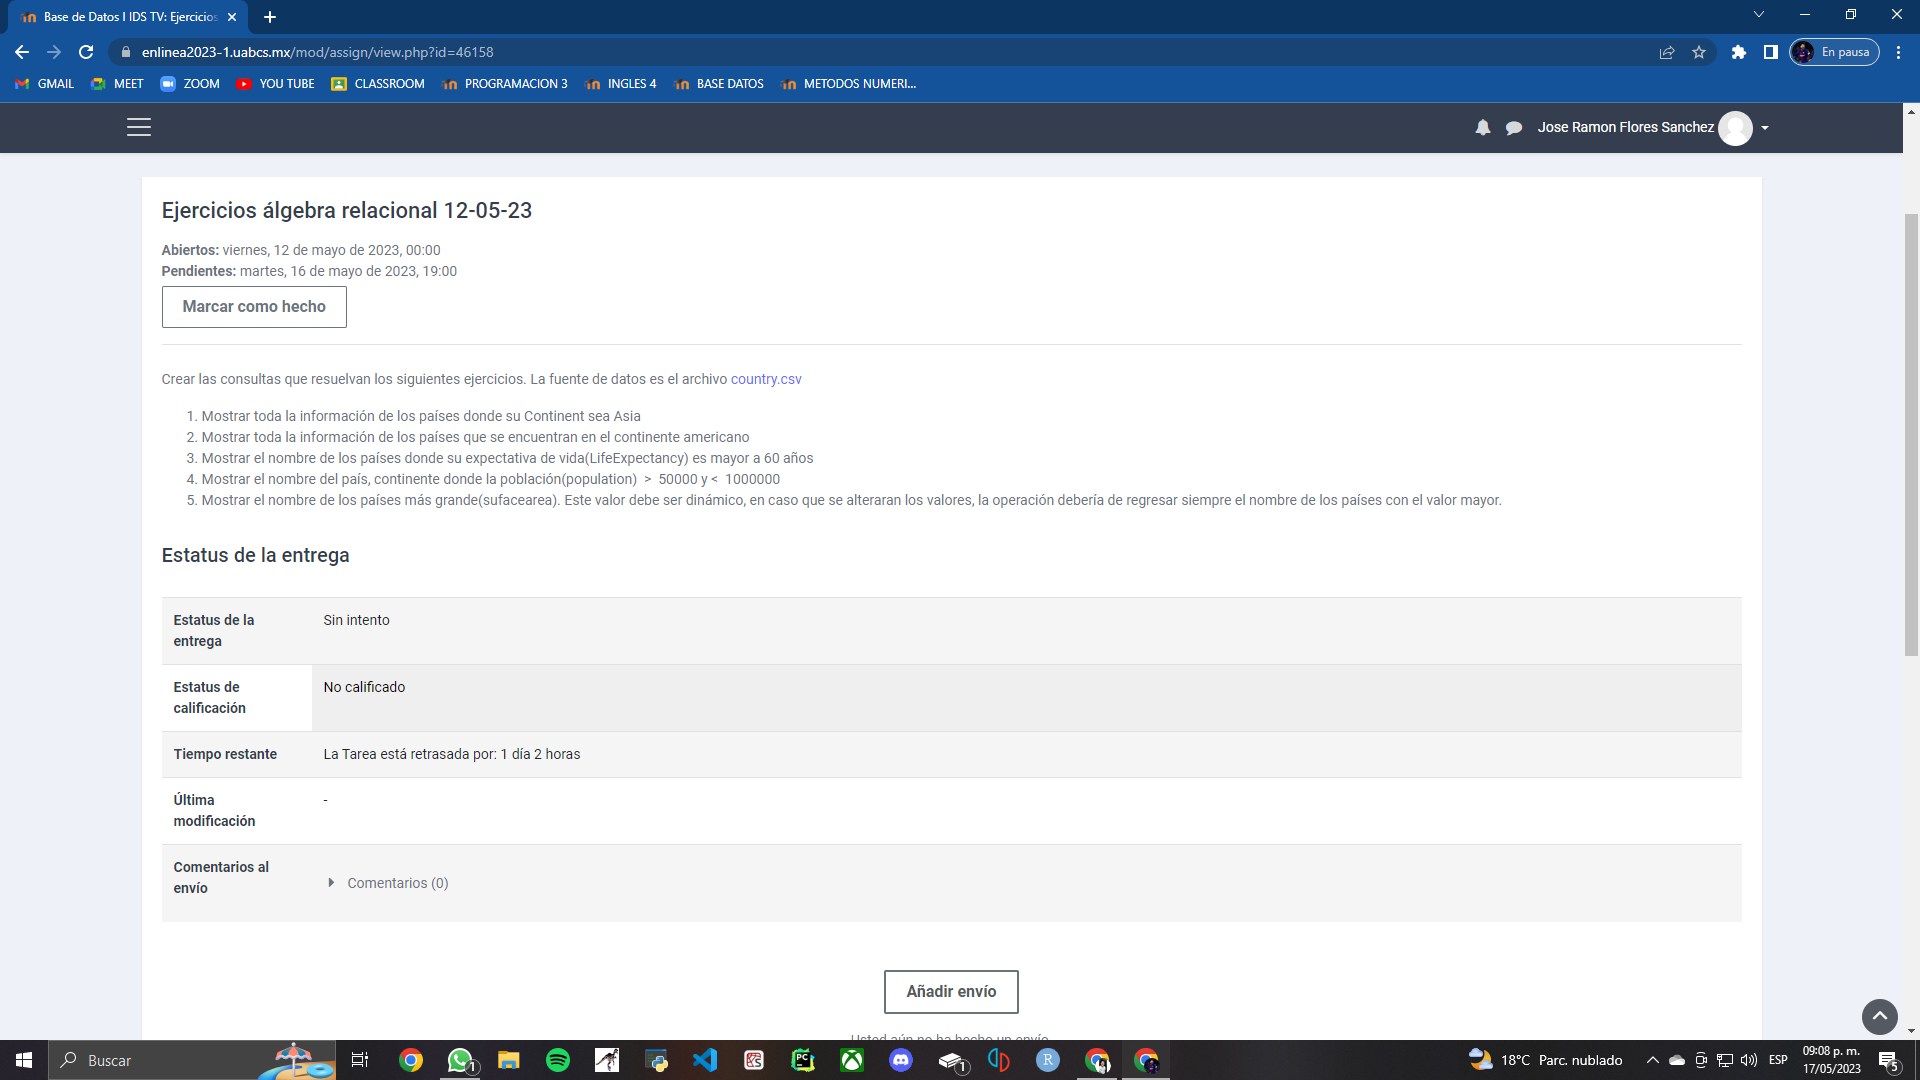 Base de Datos I IDS TV: Ejercicios
enlinea2023-1.uabcs.mx/mod/assign/view.php?id=46158
En pausa
GMAIL MEET ZOOM YOU TUBE CLASSROOM PROGRAMACION 3 INGLES 4 BASE DATOS METODOS NUMERI...
Jose Ramon Flores Sanchez
Ejercicios álgebra relacional 12-05-23
Abiertos: viernes, 12 de mayo de 2023, 00:00
Pendientes: martes, 16 de mayo de 2023, 19:00
Marcar como hecho
Crear las consultas que resuelvan los siguientes ejercicios. La fuente de datos es el archivo country.csv
1. Mostrar toda la información de los países donde su Continent sea Asia
2. Mostrar toda la información de los países que se encuentran en el continente americano
3. Mostrar el nombre de los países donde su expectativa de vida(LifeExpectancy) es mayor a 60 años
4. Mostrar el nombre del país, continente donde la población(population) > 50000 y < 1000000
5. Mostrar el nombre de los países más grande(sufacearea). Este valor debe ser dinámico, en caso que se alteraran los valores, la operación debería de regresar siempre el nombre de los países con el valor mayor.
Estatus de la entrega
Estatus de la
entrega
Sin intento
Estatus de
calificación
No calificado
Tiempo restante
La Tarea está retrasada por: 1 día 2 horas
Última
modificación
-
Comentarios al
envío
Comentarios (0)
Añadir envío
Usted aún no ha hecho un envío
Buscar
1
PC
1
R
18°C Parc. nublado
ESP
09:08 p. m.
17/05/2023
5